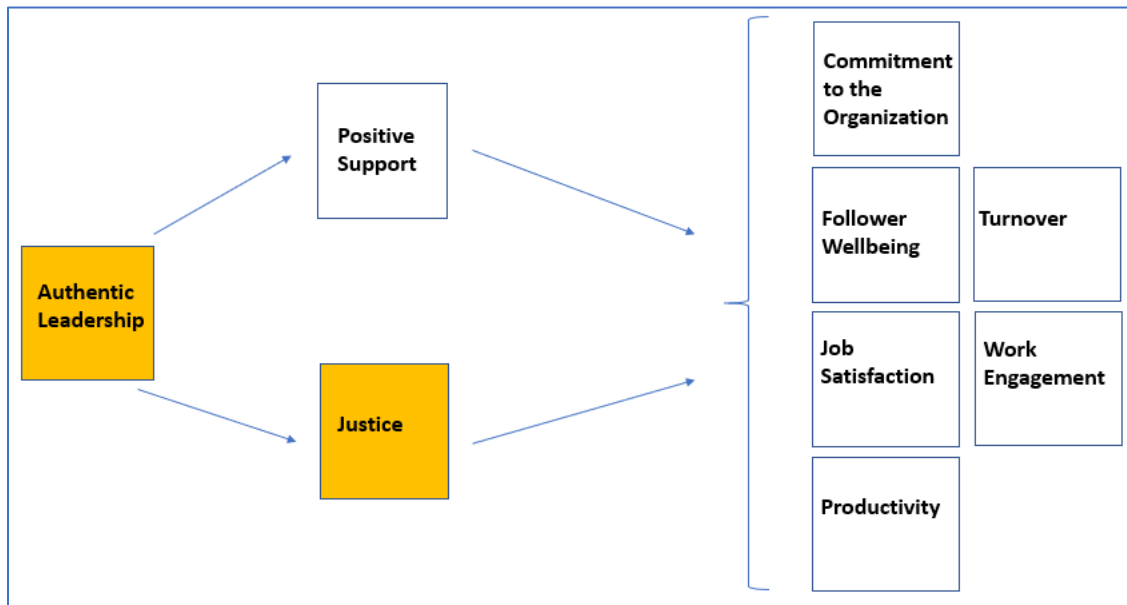 Authentic
Leadership
Positive
Support
Justice
Commitment
to the
Organization
Follower
Wellbeing
Turnover
Job
Satisfaction
Work
Engagement
Productivity